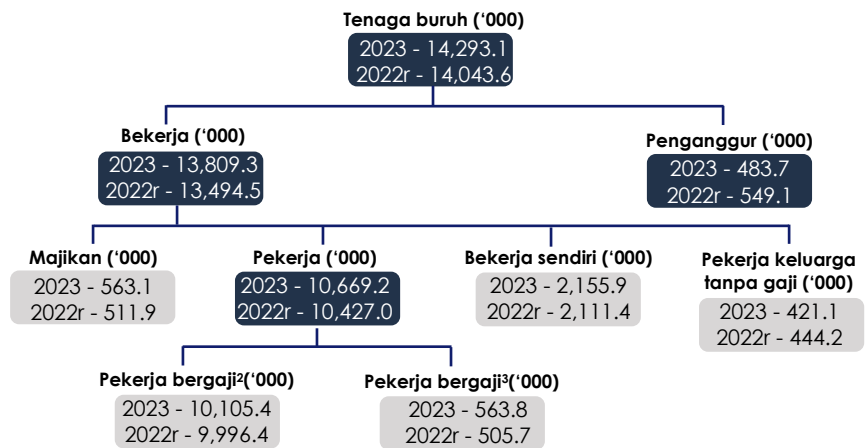 Tenaga buruh (‘000)
2023 - 14,293.1
2022r - 14,043.6
Bekerja (‘000)
2023 - 13,809.3
2022r - 13,494.5
Penganggur (‘000)
2023 - 483.7
2022r - 549.1
Majikan (‘000)
2023 - 563.1
2022r - 511.9
Pekerja (‘000)
2023 - 10,669.2
2022r - 10,427.0
Bekerja sendiri (‘000)
2023 - 2,155.9
2022r - 2,111.4
Pekerja keluarga
tanpa gaji (‘000)
2023 - 421.1
2022r - 444.2
Pekerja bergaji²(‘000)
2023 - 10,105.4
2022r - 9,996.4
Pekerja bergaji³(‘000)
2023 - 563.8
2022r - 505.7